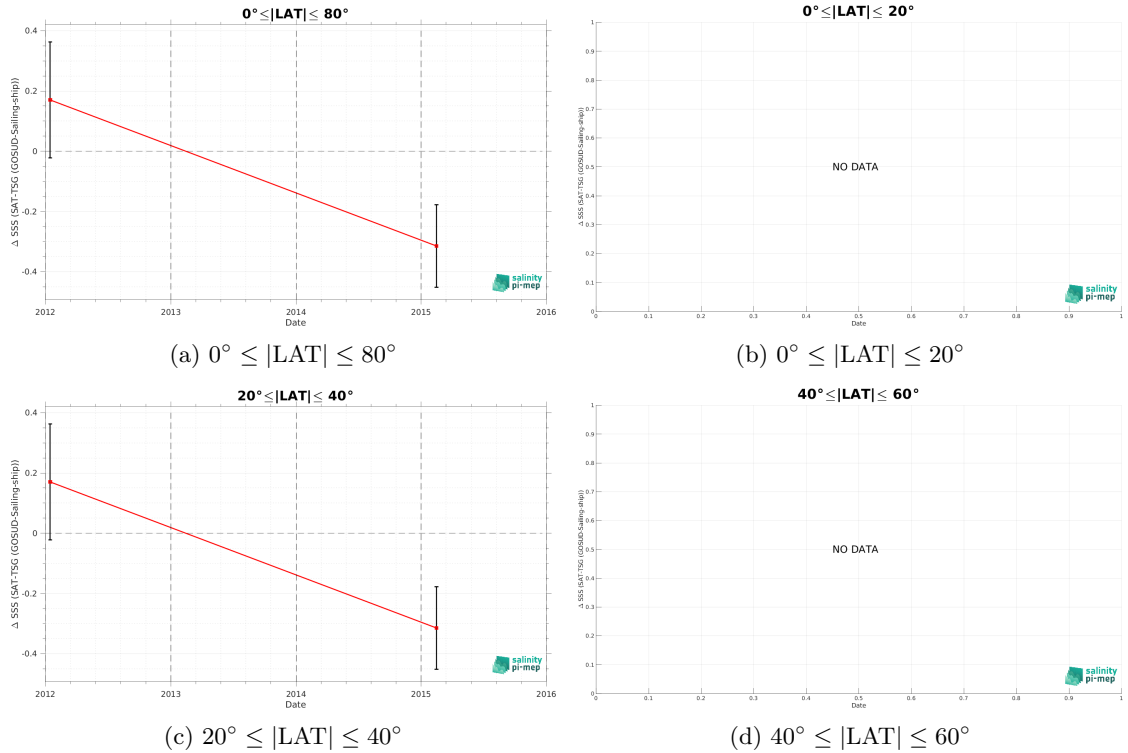 0°≤|LAT|≤ 80°
0.4
0.2
0
-0.2
-0.4
Δ SSS (SAT-TSG (GOSUD-Sailing-ship))
2012 2013 2014 2015 2016
Date
salinity
pi-mep
(a) 0° ≤ |LAT| ≤ 80°
0°≤|LAT|≤ 20°
1
0.9
0.8
0.7
0.6
0.5
0.4
0.3
0.2
0.1
0
Δ SSS (SAT-TSG (GOSUD-Sailing-ship))
NO DATA
0 0.1 0.2 0.3 0.4 0.5 0.6 0.7 0.8 0.9 1
Date
salinity
pi-mep
(b) 0° ≤ |LAT| ≤ 20°
20°≤|LAT|≤ 40°
0.4
0.2
0
-0.2
-0.4
Δ SSS (SAT-TSG (GOSUD-Sailing-ship))
2012 2013 2014 2015 2016
Date
salinity
pi-mep
(c) 20° ≤ |LAT| ≤ 40°
40°≤|LAT|≤ 60°
1
0.9
0.8
0.7
0.6
0.5
0.4
0.3
0.2
0.1
0
Δ SSS (SAT-TSG (GOSUD-Sailing-ship))
NO DATA
0 0.1 0.2 0.3 0.4 0.5 0.6 0.7 0.8 0.9 1
Date
salinity
pi-mep
(d) 40° ≤ |LAT| ≤ 60°